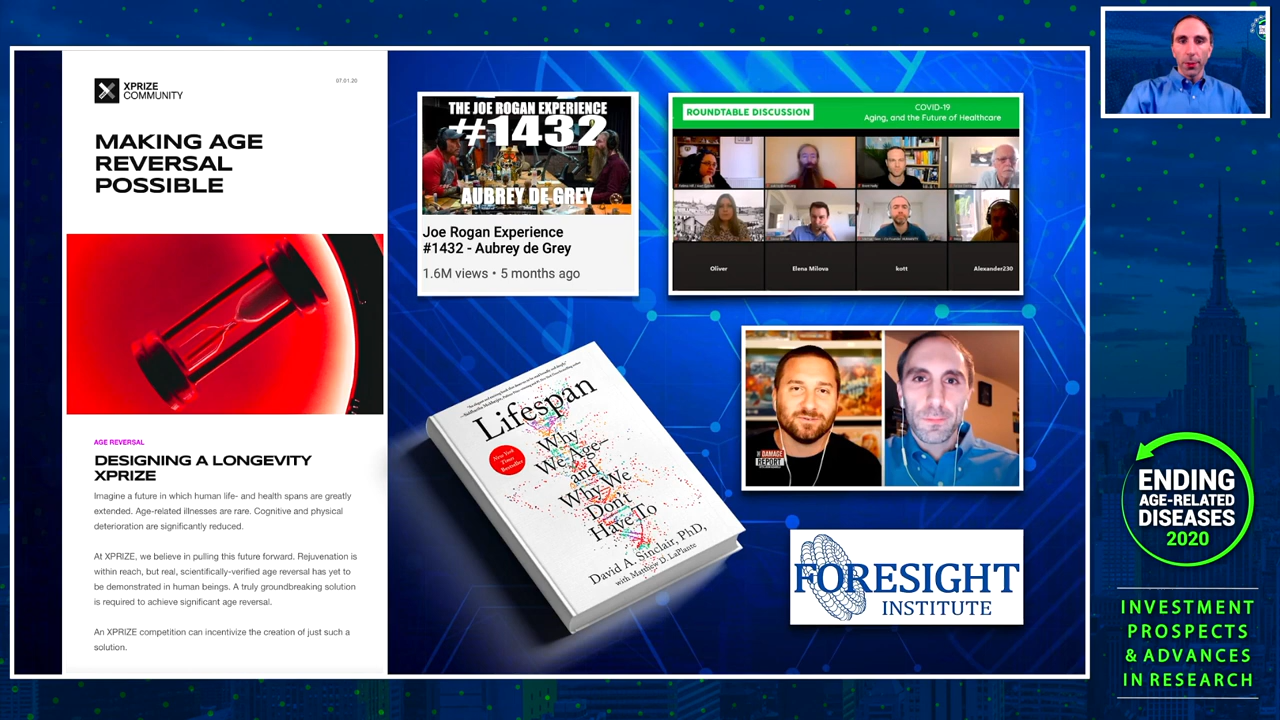 XPRIZE
COMMUNITY
07.01.20
MAKING AGE
REVERSAL
POSSIBLE
AGE REVERSAL
DESIGNING A LONGEVITY
XPRIZE
Imagine a future in which human life- and health spans are greatly
extended. Age-related illnesses are rare. Cognitive and physical
deterioration are significantly reduced.
At XPRIZE, we believe in pulling this future forward. Rejuvenation is
within reach, but real, scientifically-verified age reversal has yet to
be demonstrated in human beings. A truly groundbreaking solution
is required to achieve significant age reversal.
An XPRIZE competition can incentivize the creation of just such a
solution.
THE JOE ROGAN EXPERIENCE
#1432
AUBREY DE GREY
Joe Rogan Experience
#1432 - Aubrey de Grey
1.6M views • 5 months ago
ROUNDTABLE DISCUSSION
COVID-19
Aging, and the Future of Healthcare
Oliver
Elena Milova
kott
Alexander230
Lifespan
New York
Times
Bestseller
Why
We Age—
and
Why We
Don't
Have To
David A. Sinclair, PhD,
with Matthew D. LaPlante
THE DAMAGE
REPORT
FORESIGHT
INSTITUTE
ENDING
AGE-RELATED
DISEASES
2020
INVESTMENT
PROSPECTS
& ADVANCES
IN RESEARCH